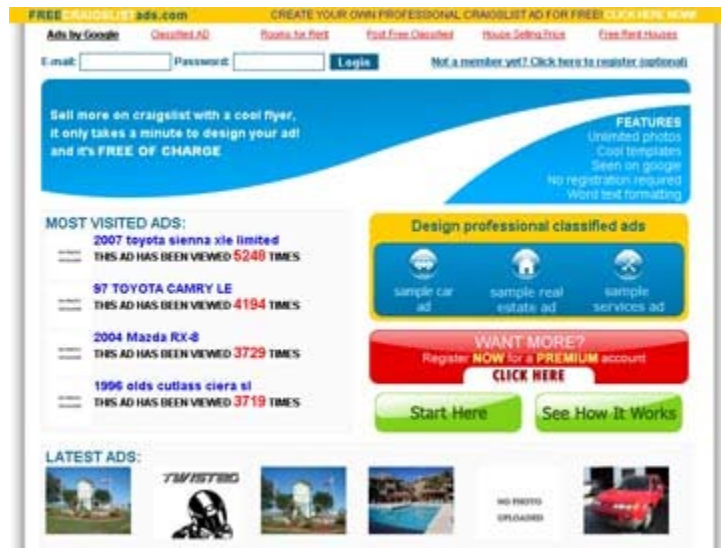 FREE CRAIGSLIST ads.com CREATE YOUR OWN PROFESSIONAL CRAIGSLIST AD FOR FREE! CLICK HERE NOW!
Ads by Google Classified AD Rooms for Rent Post Free Classified House Selling Price Free Rent Houses
E-mail: Password: Login Not a member yet? Click here to register (optional)
Sell more on craigslist with a cool flyer,
it only takes a minute to design your ad!
and it's FREE OF CHARGE
FEATURES
Unlimited photos
Cool templates
Seen on google
No registration required
Word text formatting
MOST VISITED ADS:
2007 toyota sienna xle limited
THIS AD HAS BEEN VIEWED 5248 TIMES
97 TOYOTA CAMRY LE
THIS AD HAS BEEN VIEWED 4194 TIMES
2004 Mazda RX-8
THIS AD HAS BEEN VIEWED 3729 TIMES
1996 olds cutlass ciera sl
THIS AD HAS BEEN VIEWED 3719 TIMES
Design professional classified ads
sample car
ad
sample real
estate ad
sample
services ad
WANT MORE?
Register NOW for a PREMIUM account
CLICK HERE
Start Here
See How It Works
LATEST ADS:
TWISTED
NO PHOTO
UPLOADED